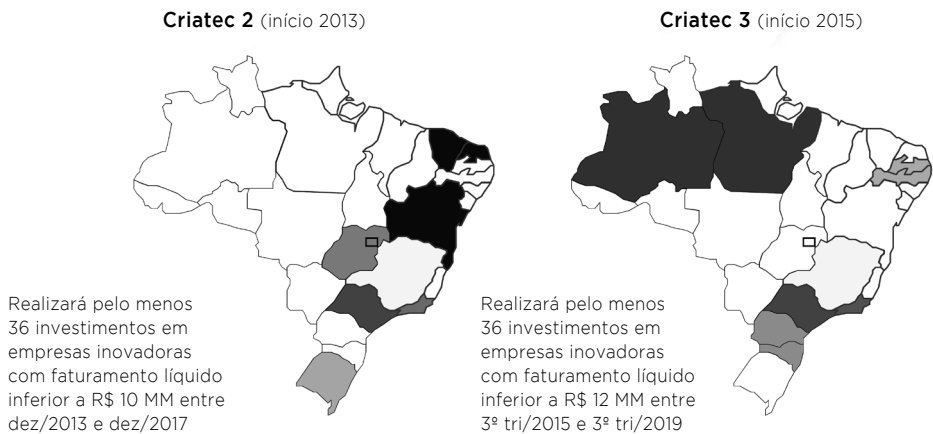 Criatec 2 (início 2013)
Realizará pelo menos
36 investimentos em
empresas inovadoras
com faturamento líquido
inferior a R$ 10 MM entre
dez/2013 e dez/2017
Criatec 3 (início 2015)
Realizará pelo menos
36 investimentos em
empresas inovadoras
com faturamento líquido
inferior a R$ 12 MM entre
3º tri/2015 e 3º tri/2019